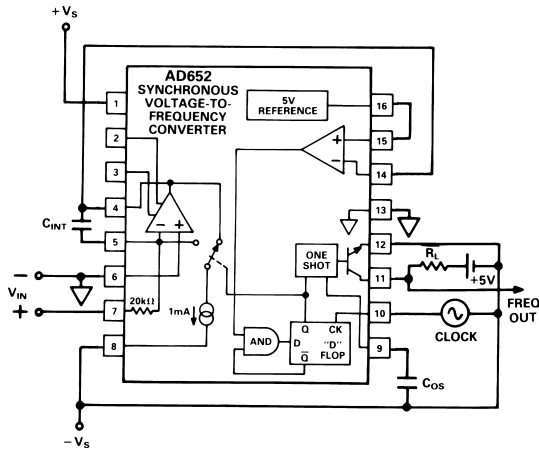 +VS
AD652
SYNCHRONOUS
VOLTAGE-TO-
FREQUENCY
CONVERTER
5V
REFERENCE
1
2
3
4
5
6
7
8
16
15
14
13
12
11
10
9
+
−
− +
CINT
−
VIN
+
20kΩ
1mA
ONE
SHOT
AND
Q CK
D "D"
FLOP
Q̅
RL
+5V
FREQ
OUT
CLOCK
COS
−VS